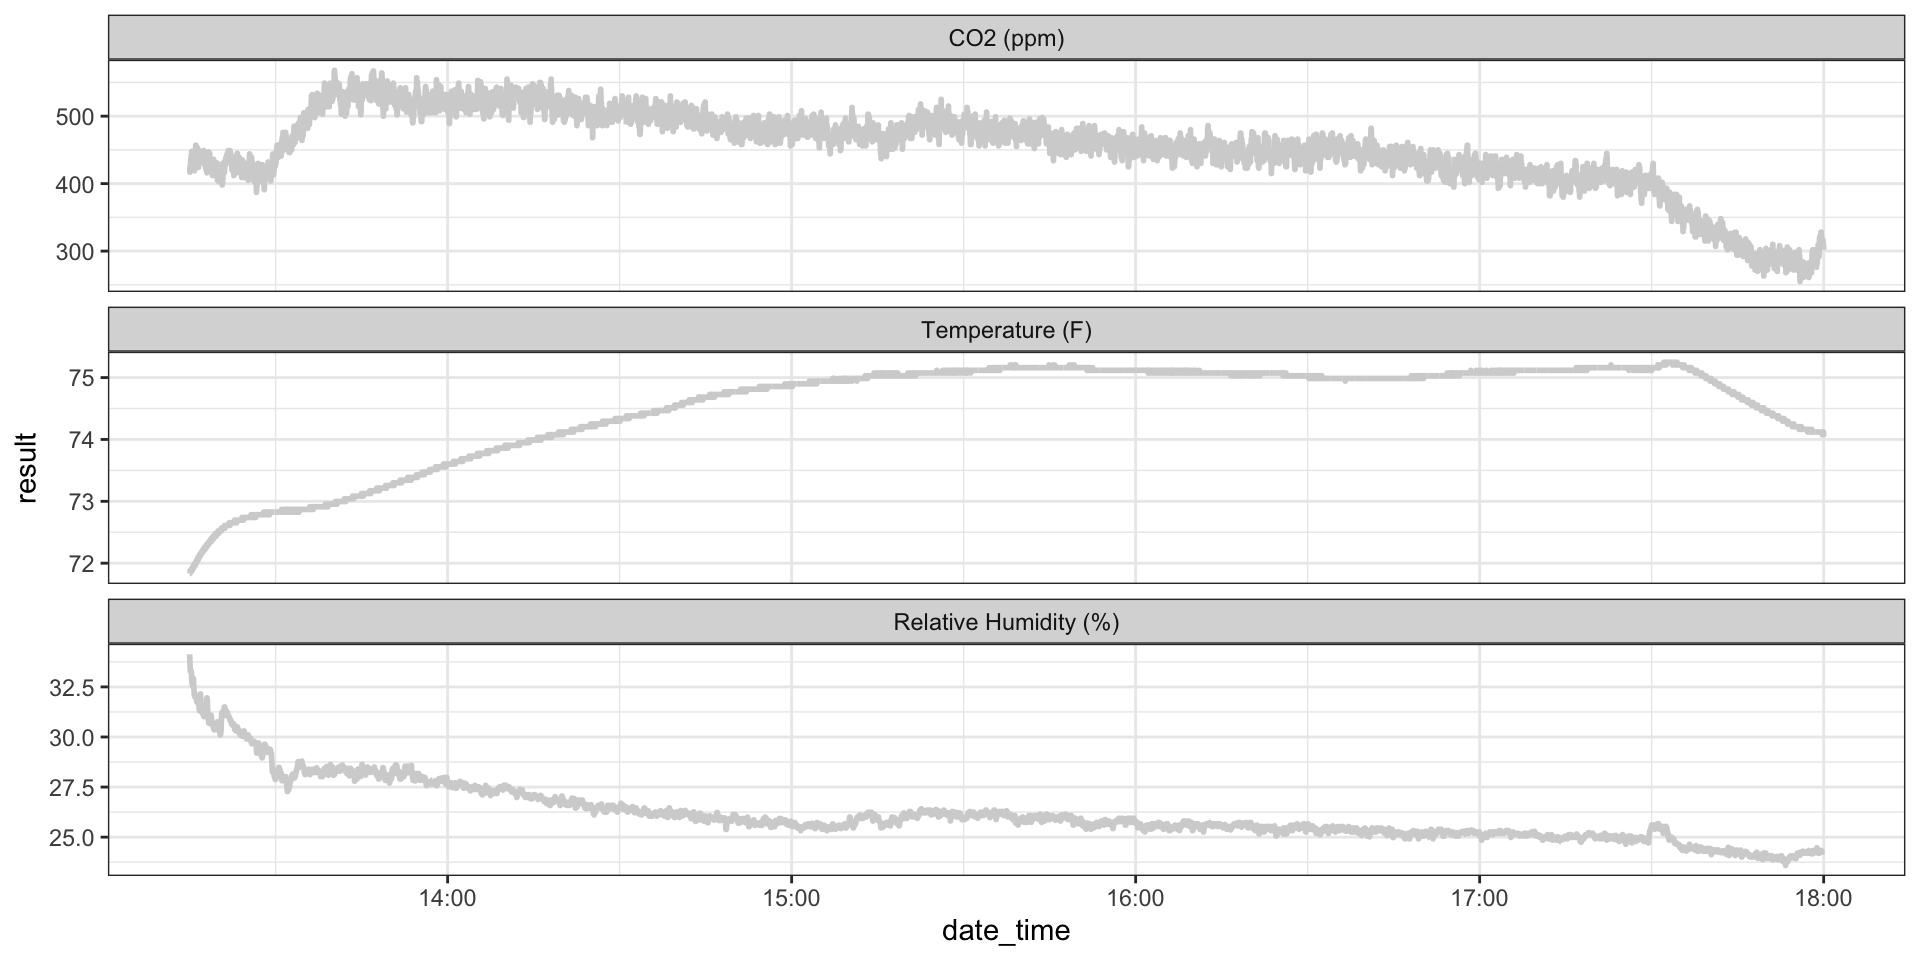 CO2 (ppm)
500
400
300
Temperature (F)
75
74
73
72
result
Relative Humidity (%)
32.5
30.0
27.5
25.0
14:00 15:00 16:00 17:00 18:00
date_time